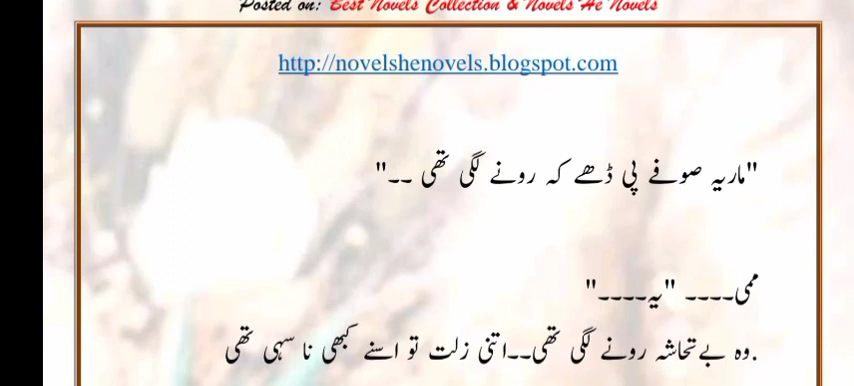 Posted on: Best Novels Collection & Novels He Novels
http://novelshenovels.blogspot.com
"ماریہ صوفے پی ڈھے کہ رونے لگی تھی ۔۔"
ممی۔۔۔۔ "یہ۔۔۔۔"
.وہ بے تحاشہ رونے لگی تھی۔۔اتنی زلت تو اسنے کبھی نا سہی تھی